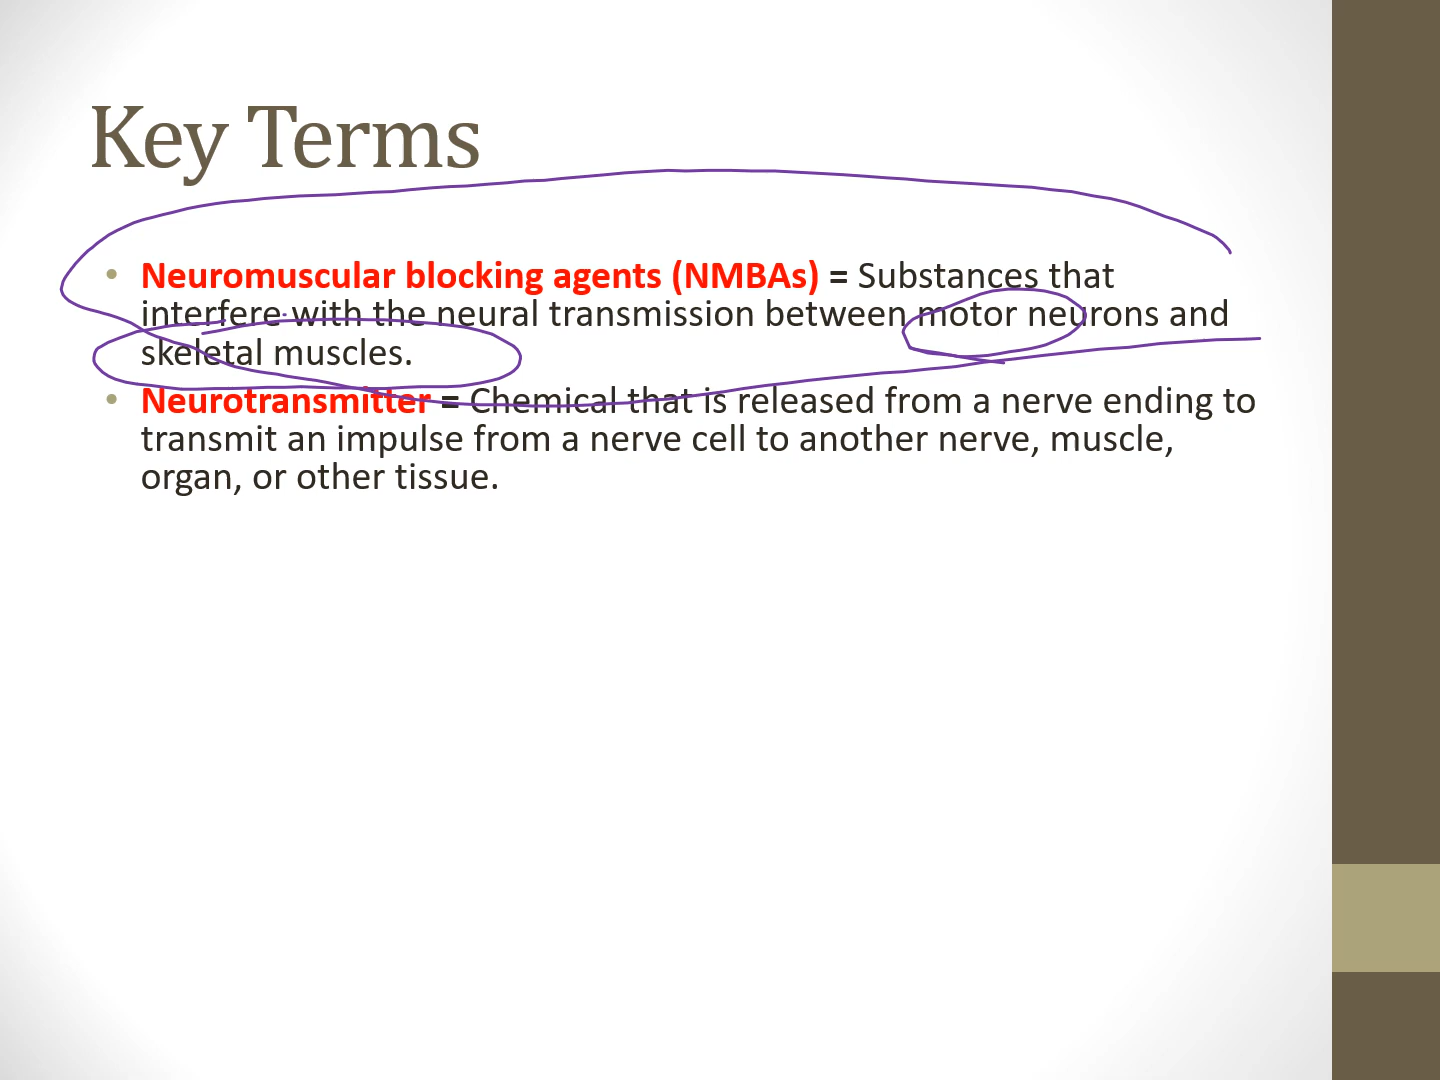 Key Terms
• Neuromuscular blocking agents (NMBAs) = Substances that
interfere with the neural transmission between motor neurons and
skeletal muscles.
• Neurotransmitter = Chemical that is released from a nerve ending to
transmit an impulse from a nerve cell to another nerve, muscle,
organ, or other tissue.